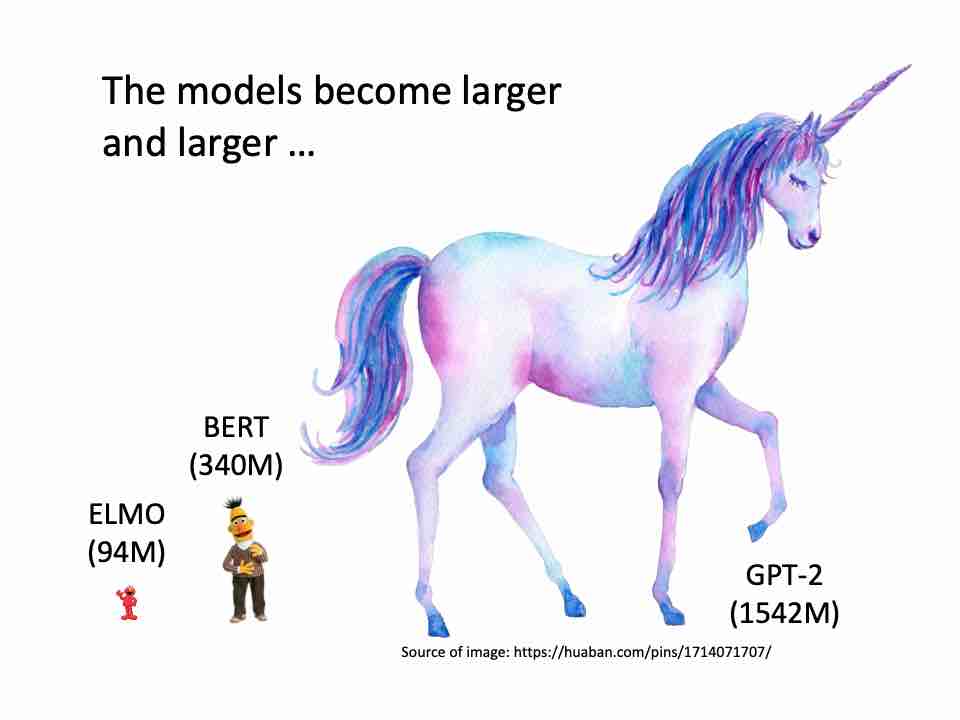 The models become larger
and larger …
BERT
(340M)
ELMO
(94M)
GPT-2
(1542M)
Source of image: https://huaban.com/pins/1714071707/